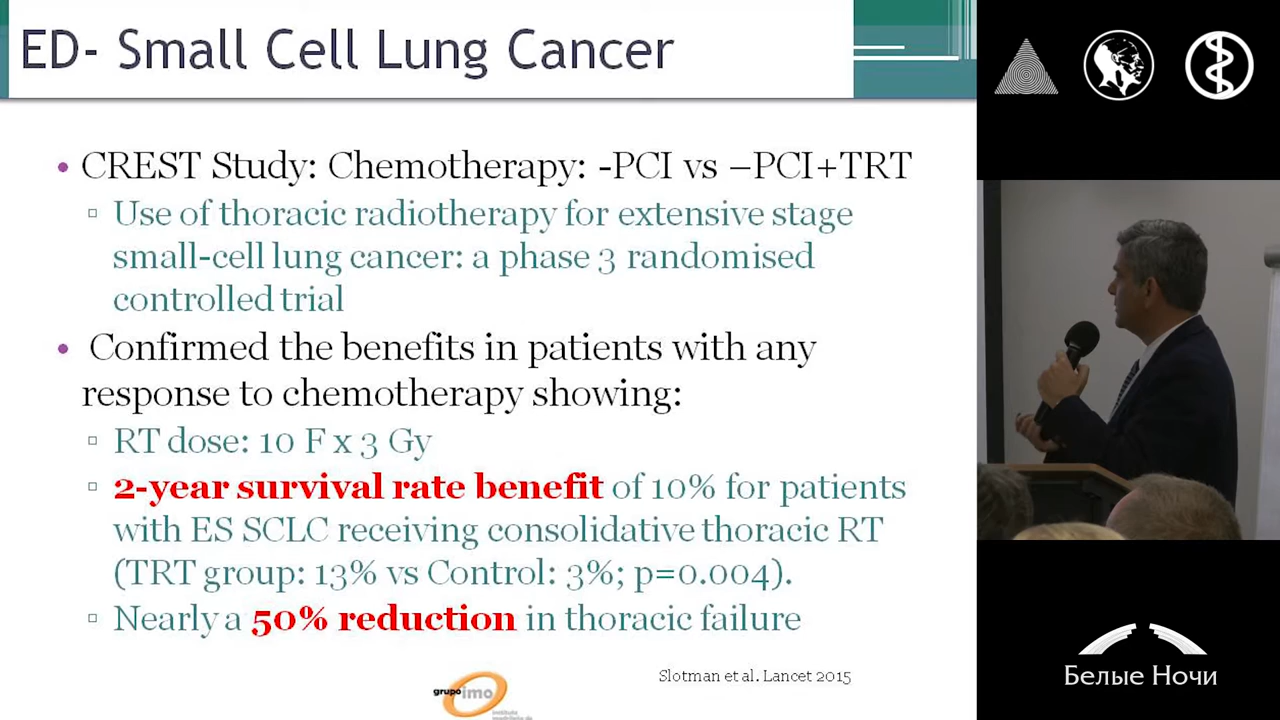 ED- Small Cell Lung Cancer
• CREST Study: Chemotherapy: -PCI vs –PCI+TRT
▫ Use of thoracic radiotherapy for extensive stage
small-cell lung cancer: a phase 3 randomised
controlled trial
• Confirmed the benefits in patients with any
response to chemotherapy showing:
▫ RT dose: 10 F x 3 Gy
▫ 2-year survival rate benefit of 10% for patients
with ES SCLC receiving consolidative thoracic RT
(TRT group: 13% vs Control: 3%; p=0.004).
▫ Nearly a 50% reduction in thoracic failure
Slotman et al. Lancet 2015
grupo imo
Белые Ночи